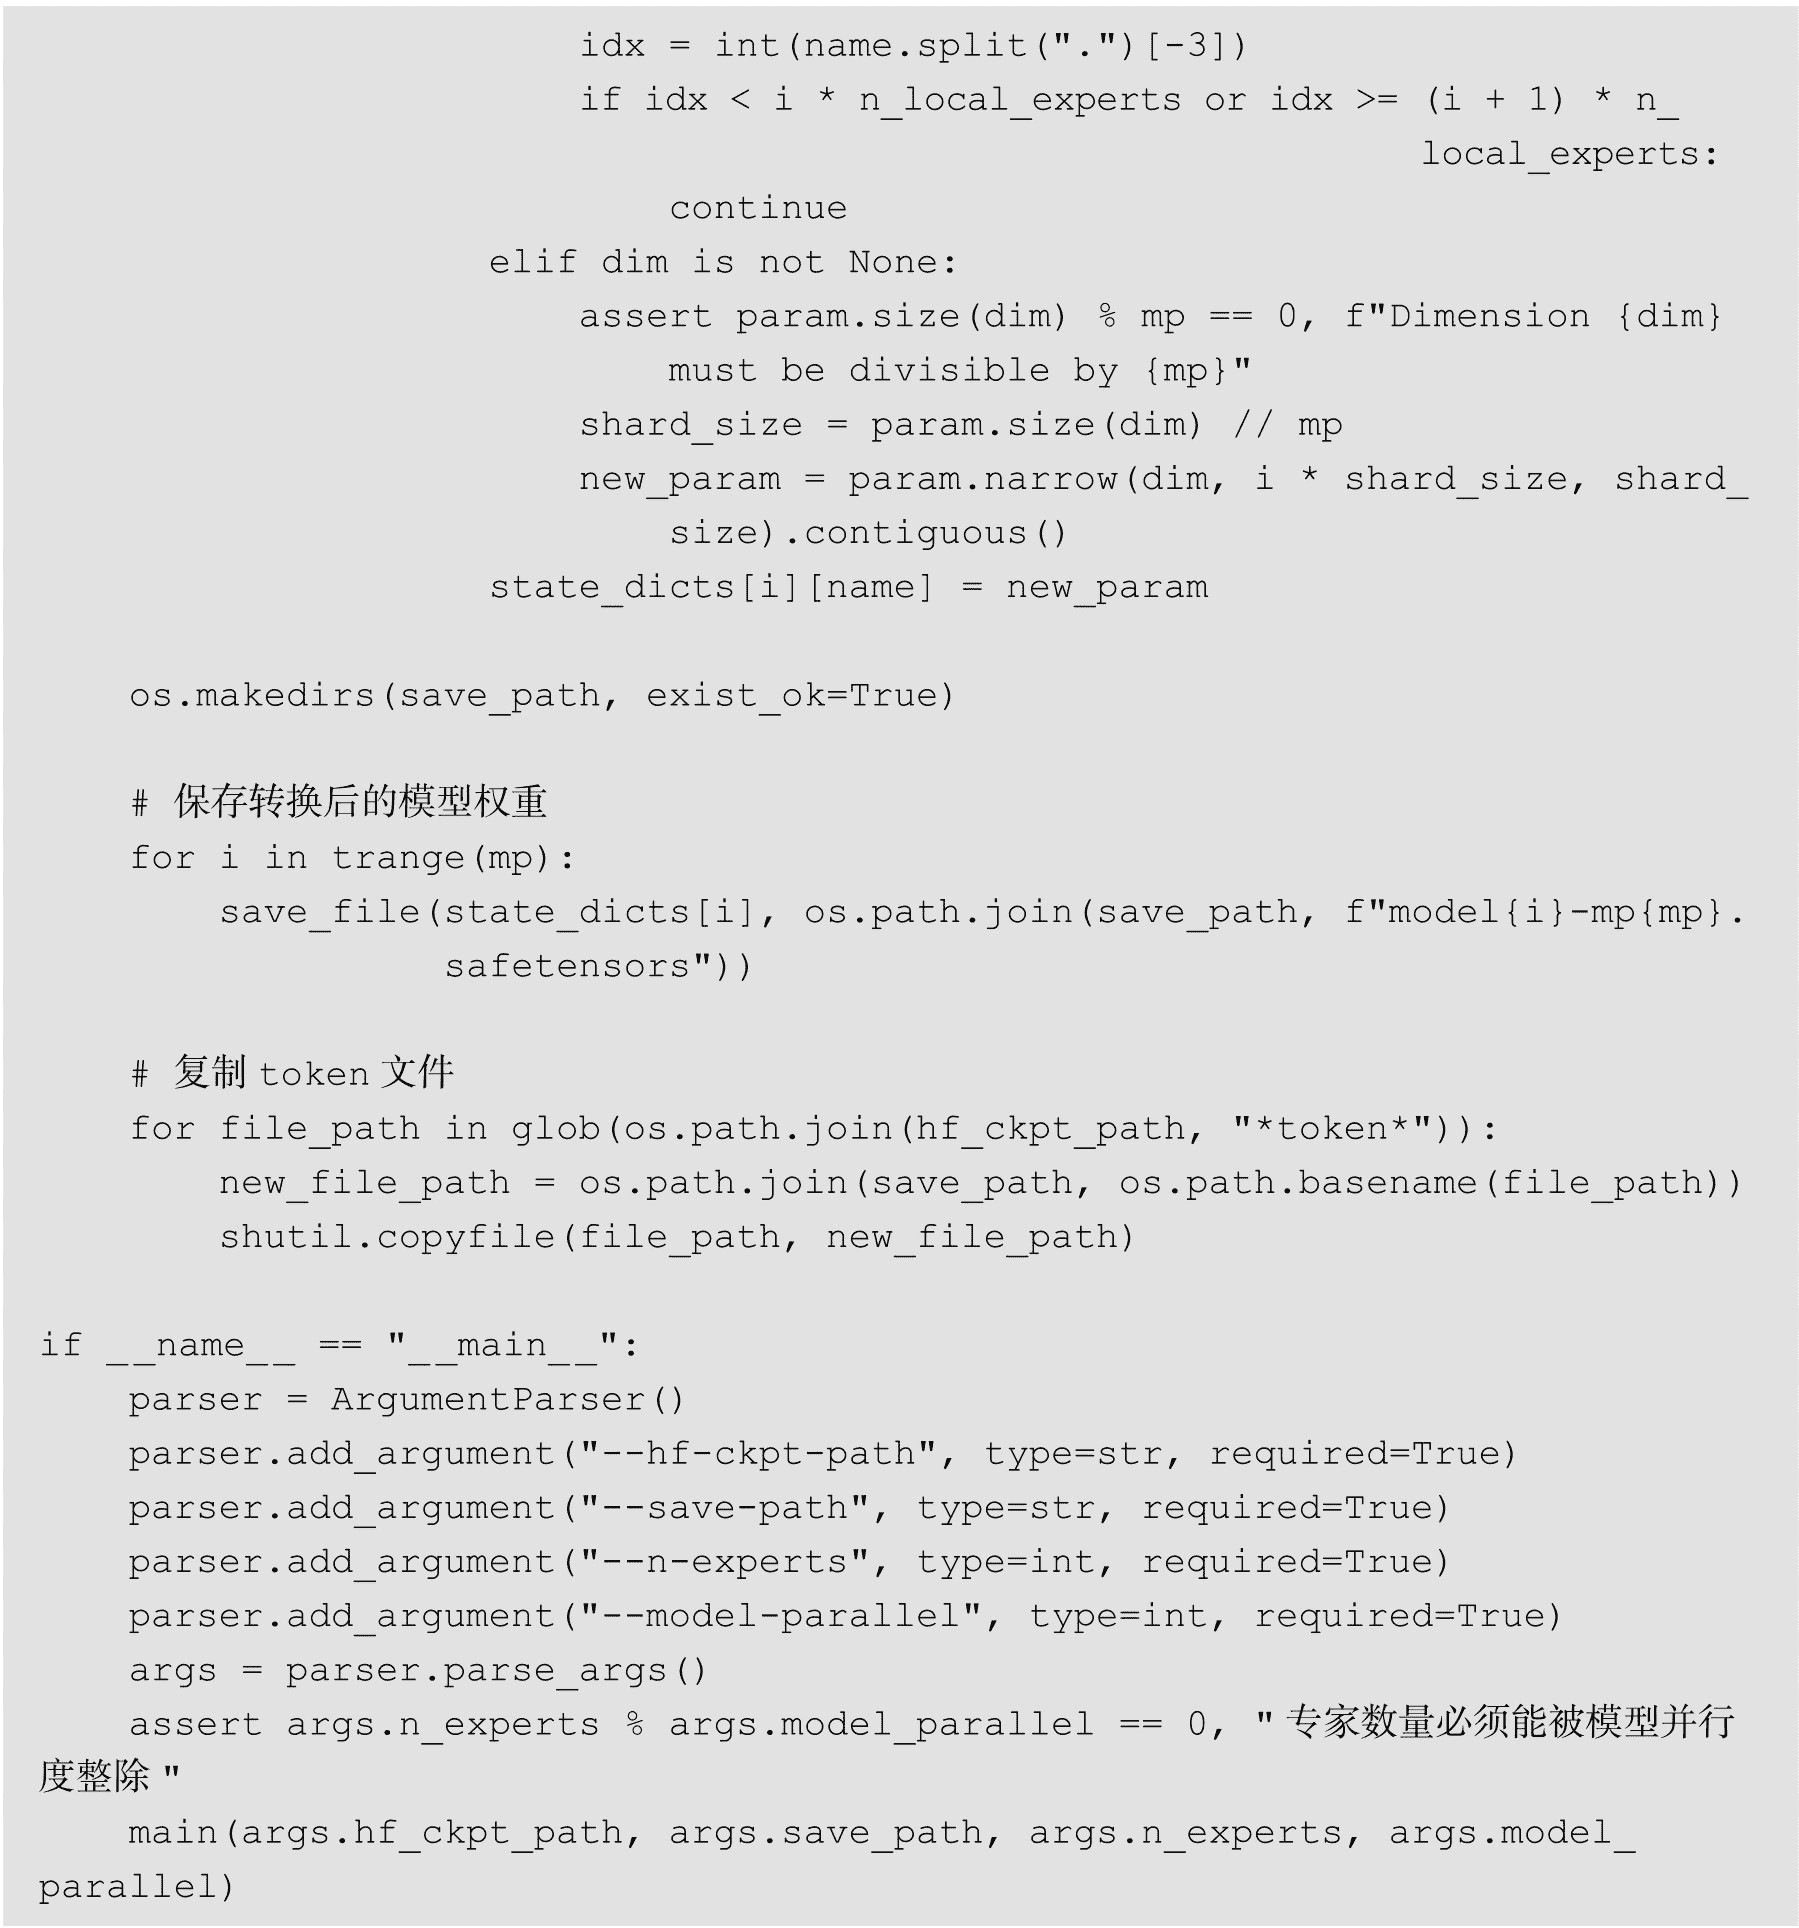 idx = int(name.split(".")[-3])
if idx < i * n_local_experts or idx >= (i + 1) * n_
local_experts:
continue
elif dim is not None:
assert param.size(dim) % mp == 0, f"Dimension {dim}
must be divisible by {mp}"
shard_size = param.size(dim) // mp
new_param = param.narrow(dim, i * shard_size, shard_
size).contiguous()
state_dicts[i][name] = new_param
os.makedirs(save_path, exist_ok=True)
# 保存转换后的模型权重
for i in trange(mp):
save_file(state_dicts[i], os.path.join(save_path, f"model{i}-mp{mp}.
safetensors"))
# 复制 token 文件
for file_path in glob(os.path.join(hf_ckpt_path, "*token*")):
new_file_path = os.path.join(save_path, os.path.basename(file_path))
shutil.copyfile(file_path, new_file_path)
if __name__ == "__main__":
parser = ArgumentParser()
parser.add_argument("--hf-ckpt-path", type=str, required=True)
parser.add_argument("--save-path", type=str, required=True)
parser.add_argument("--n-experts", type=int, required=True)
parser.add_argument("--model-parallel", type=int, required=True)
args = parser.parse_args()
assert args.n_experts % args.model_parallel == 0, " 专家数量必须能被模型并行
度整除 "
main(args.hf_ckpt_path, args.save_path, args.n_experts, args.model_
parallel)